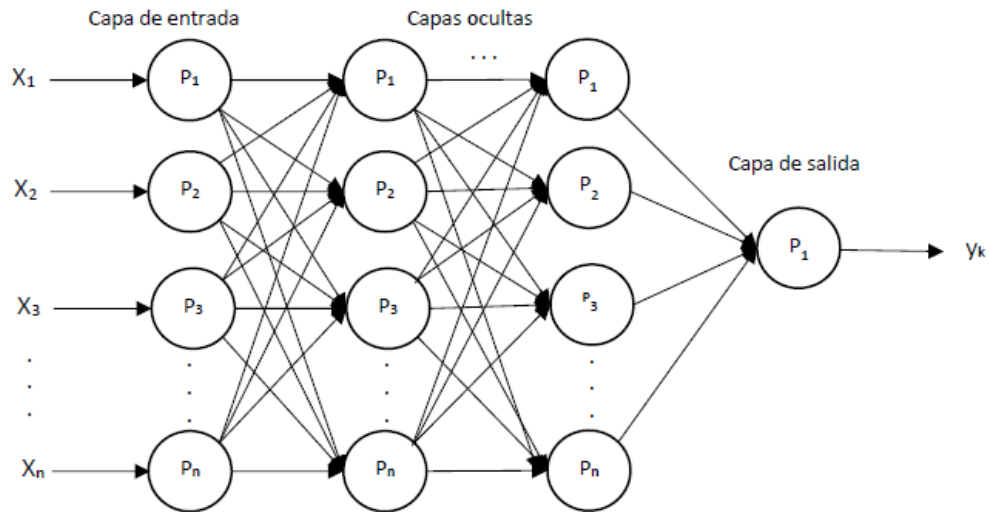 Capa de entrada Capas ocultas
. . .
X1 P1 P1 P1
X2 P2 P2 P2
Capa de salida
P1 yk
X3 P3 P3 P3
. . . .
. . . .
. . . .
Xn Pn Pn Pn